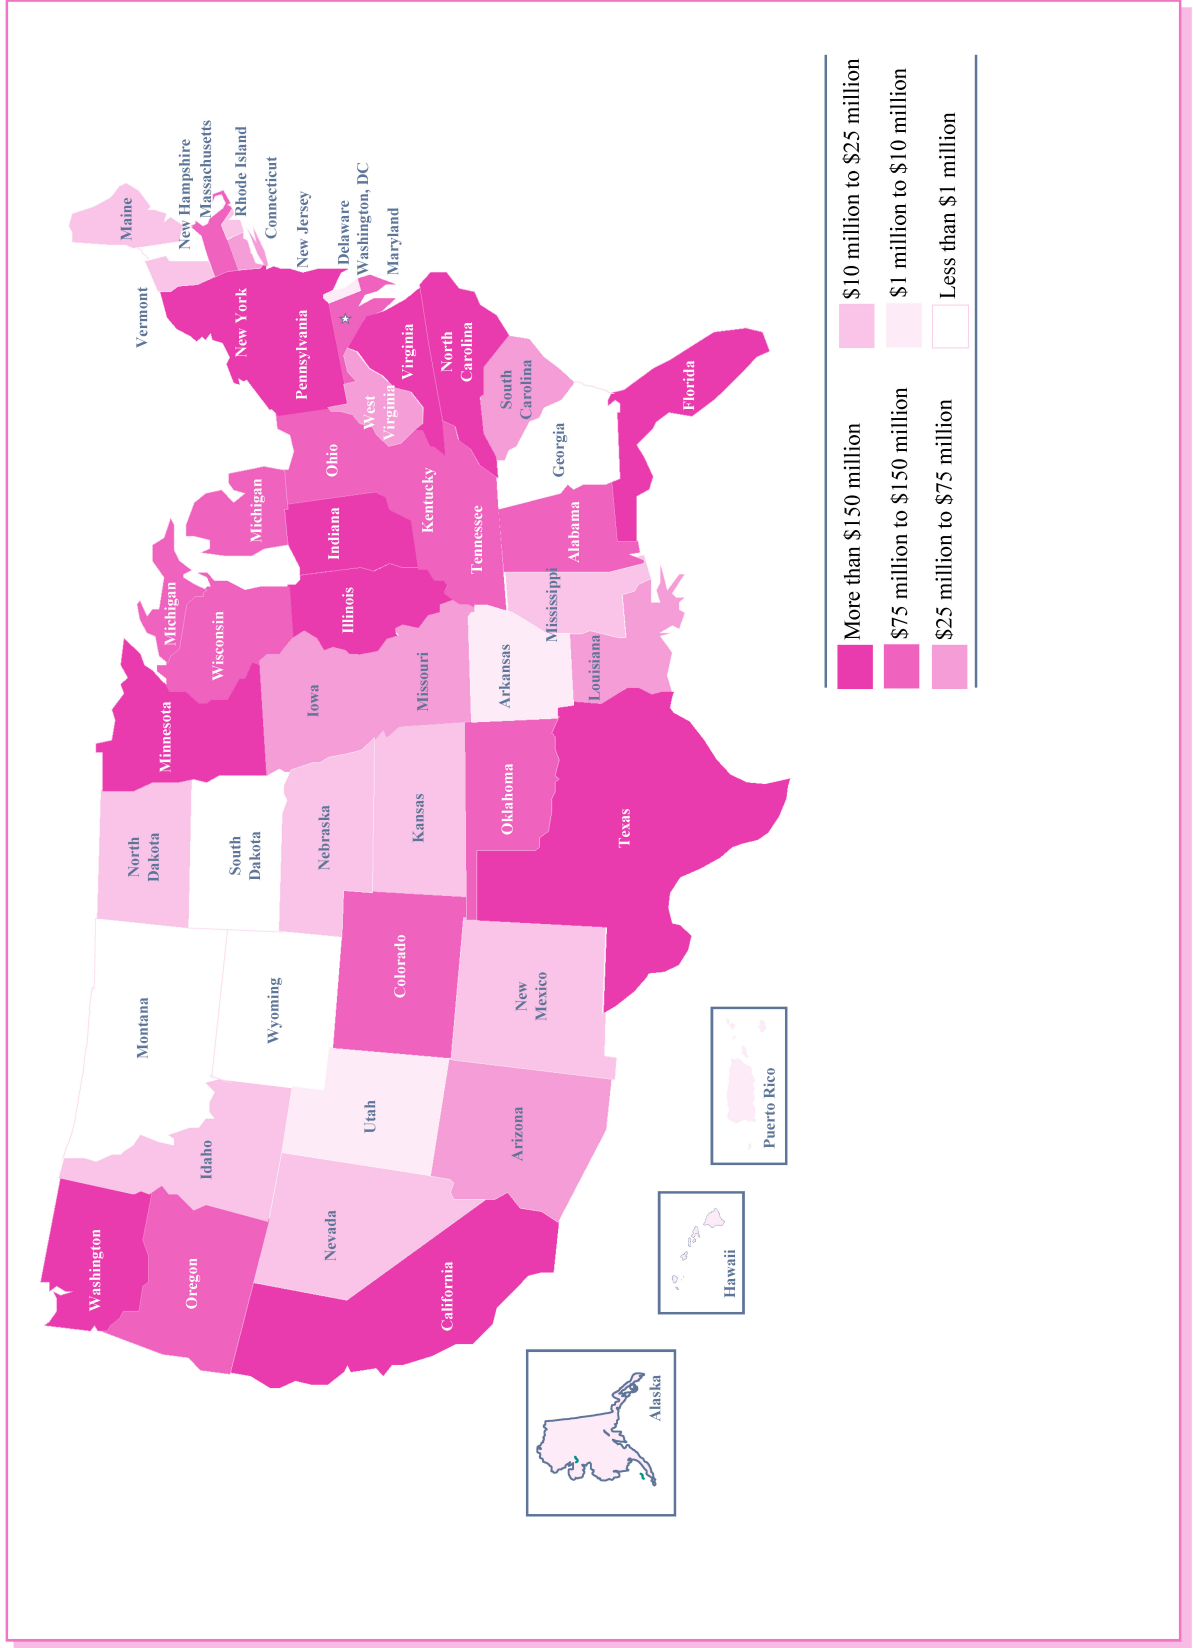 Washington
Oregon
California
Idaho
Nevada
Montana
Wyoming
Utah
Arizona
Colorado
New
Mexico
North
Dakota
South
Dakota
Nebraska
Kansas
Oklahoma
Texas
Minnesota
Iowa
Missouri
Arkansas
Louisiana
Wisconsin
Michigan
Michigan
Illinois
Indiana
Ohio
Kentucky
Tennessee
Mississippi
Alabama
Georgia
Florida
South
Carolina
North
Carolina
Virginia
West
Virginia
Pennsylvania
New York
Vermont
Maine
New Hampshire
Massachusetts
Rhode Island
Connecticut
New Jersey
Delaware
Washington, DC
Maryland
Alaska
Hawaii
Puerto Rico
More than $150 million
$75 million to $150 million
$25 million to $75 million
$10 million to $25 million
$1 million to $10 million
Less than $1 million